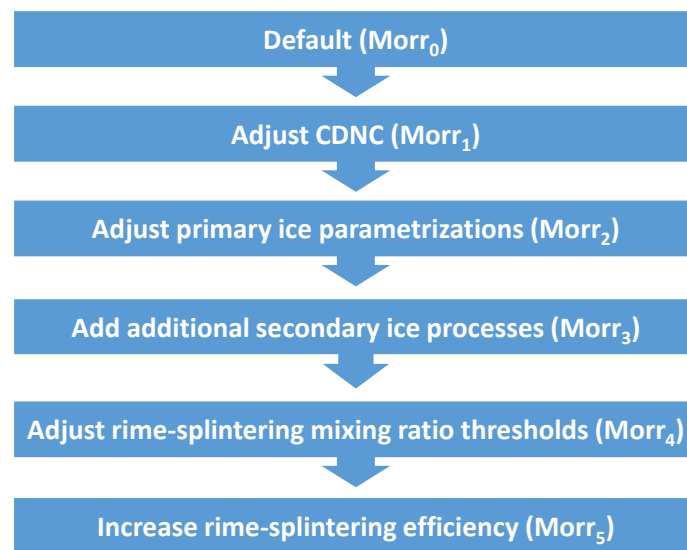 Default (Morr₀)
Adjust CDNC (Morr₁)
Adjust primary ice parametrizations (Morr₂)
Add additional secondary ice processes (Morr₃)
Adjust rime-splintering mixing ratio thresholds (Morr₄)
Increase rime-splintering efficiency (Morr₅)